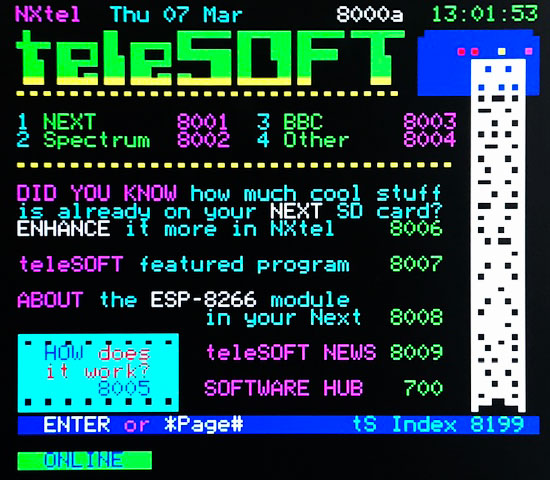 NXtel Thu 07 Mar 8000a 13:01:53
teleSOFT
1 NEXT 8001 3 BBC 8003
2 Spectrum 8002 4 Other 8004
DID YOU KNOW how much cool stuff
is already on your NEXT SD card?
ENHANCE it more in NXtel 8006
teleSOFT featured program 8007
ABOUT the ESP-8266 module
in your Next 8008
HOW does
it work?
8005
teleSOFT NEWS 8009
SOFTWARE HUB 700
ENTER or *Page# tS Index 8199
ONLINE